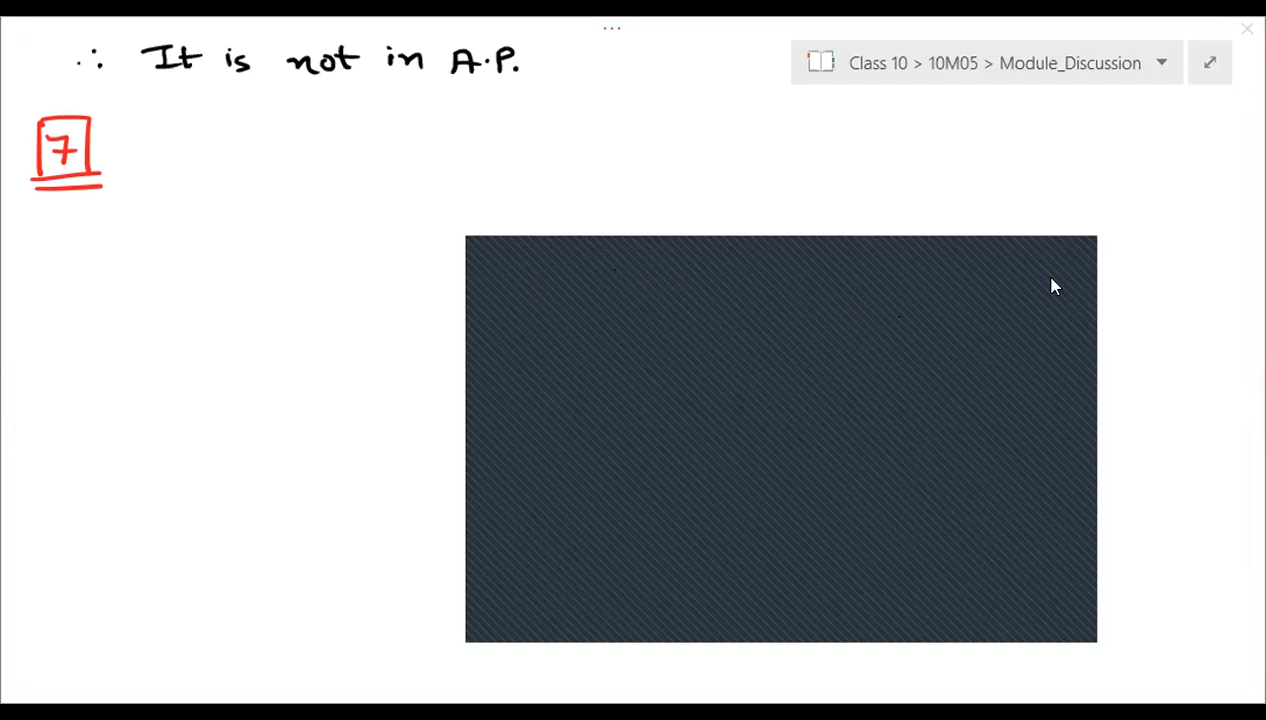 ∴ It is not in A.P.
Class 10 > 10M05 > Module_Discussion
7